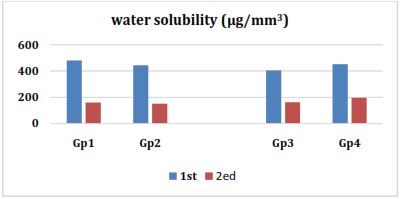 water solubility (µg/mm³)
600
400
200
0
Gp1 Gp2 Gp3 Gp4
1st 2ed